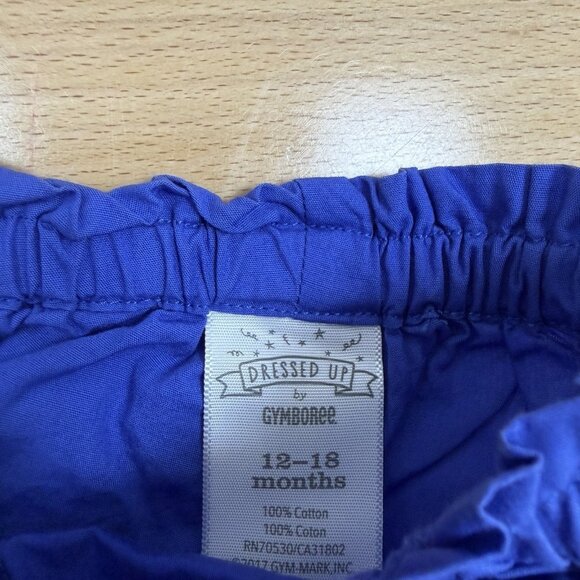 DRESSED UP
by
GYMBOREE
12–18
months
100% Cotton
100% Coton
RN70530/CA31802
©2017 GYM-MARK, INC